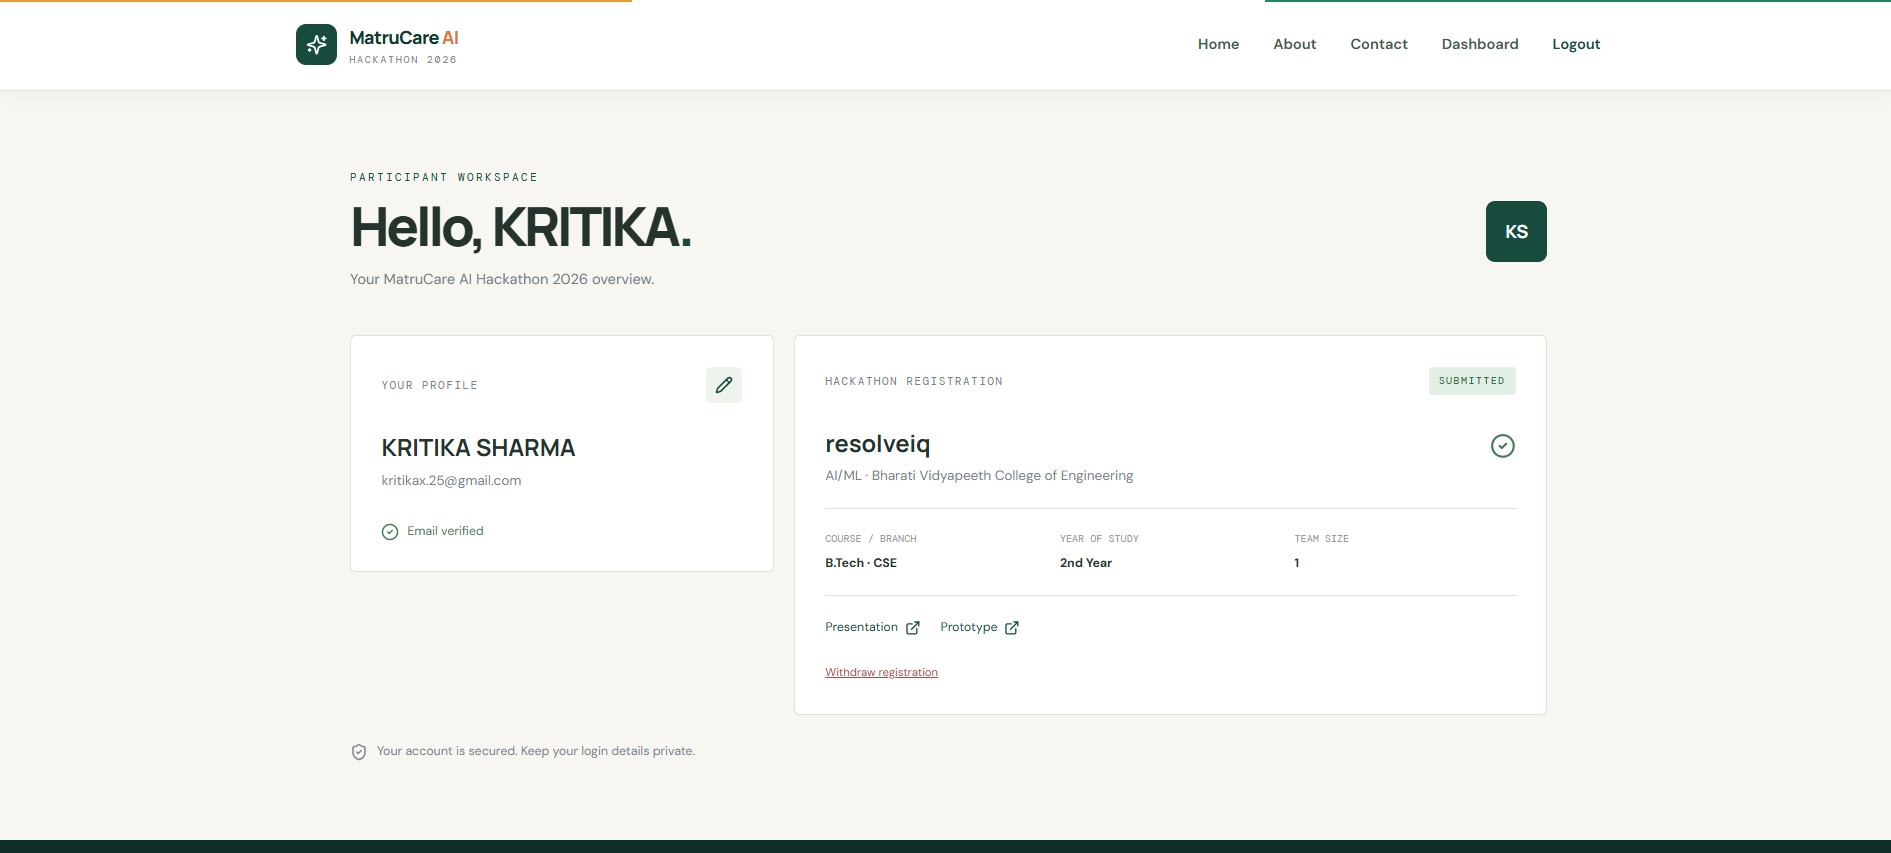 MatruCare AI
HACKATHON 2026
Home About Contact Dashboard Logout
PARTICIPANT WORKSPACE
Hello, KRITIKA.
KS
Your MatruCare AI Hackathon 2026 overview.
YOUR PROFILE
KRITIKA SHARMA
kritikax.25@gmail.com
Email verified
HACKATHON REGISTRATION
SUBMITTED
resolveiq
AI/ML · Bharati Vidyapeeth College of Engineering
COURSE / BRANCH YEAR OF STUDY TEAM SIZE
B.Tech · CSE 2nd Year 1
Presentation Prototype
Withdraw registration
Your account is secured. Keep your login details private.